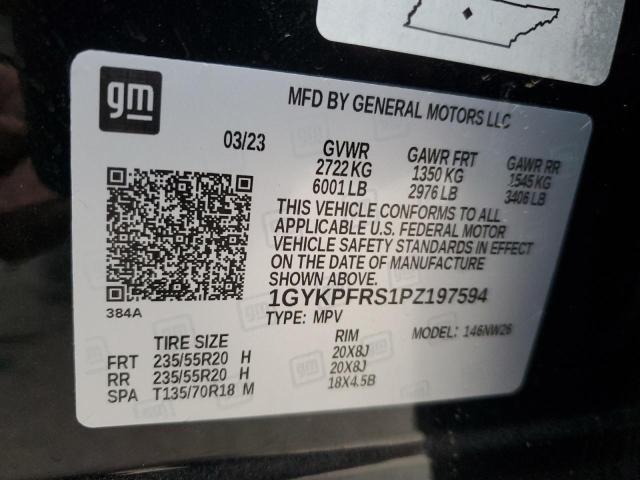 gm
MFD BY GENERAL MOTORS LLC
03/23
GVWR GAWR FRT GAWR RR
2722 KG 1350 KG 1545 KG
6001 LB 2976 LB 3406 LB
THIS VEHICLE CONFORMS TO ALL
APPLICABLE U.S. FEDERAL MOTOR
VEHICLE SAFETY STANDARDS IN EFFECT
ON THE DATE OF MANUFACTURE
SHOWN ABOVE.
1GYKPFRS1PZ197594
384A
TYPE: MPV MODEL: 146NW26
TIRE SIZE RIM
FRT 235/55R20 H 20X8J
RR 235/55R20 H 20X8J
SPA T135/70R18 M 18X4.5B